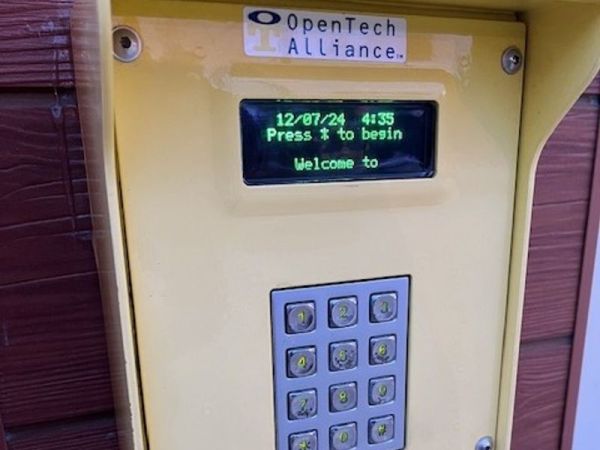 OpenTech
Alliance™
12/07/24 4:35
Press * to begin
Welcome to
1 2 3
4 5 6
7 8 9
* 0 #